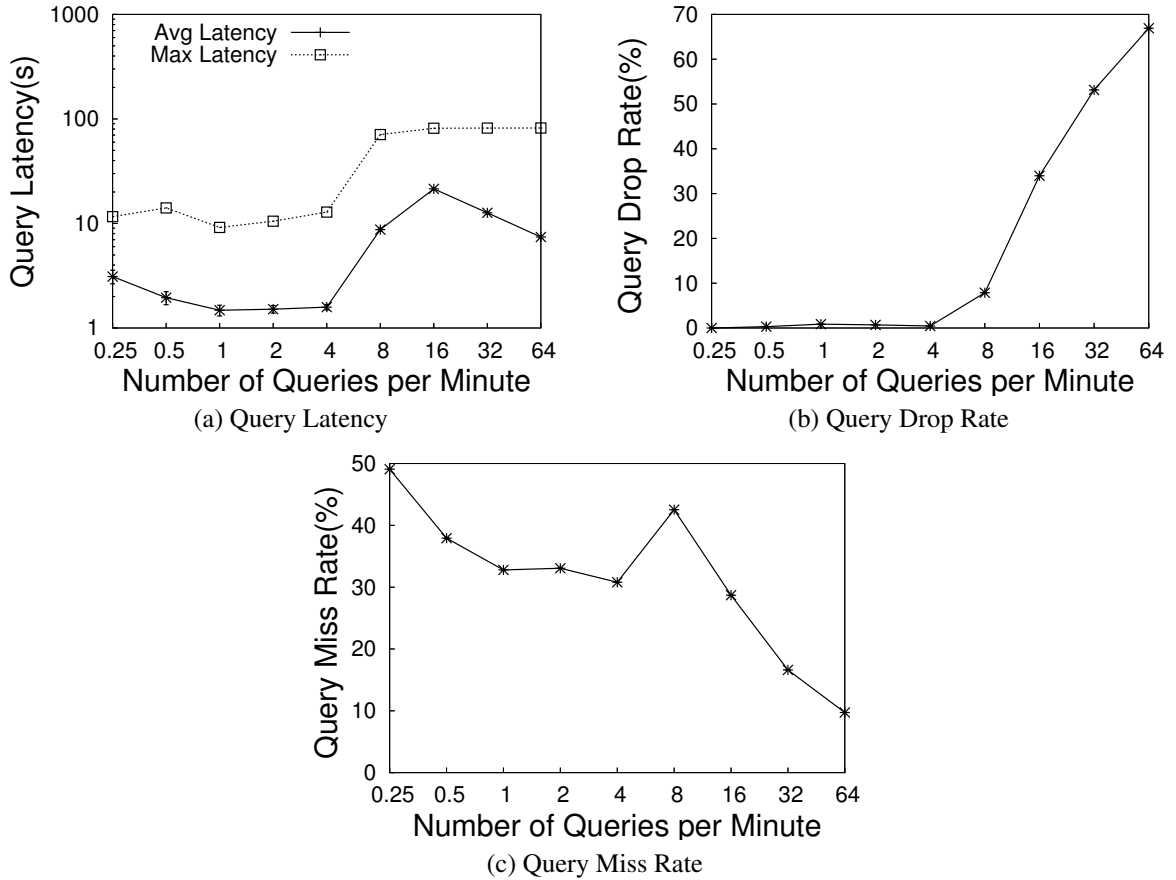 Query Latency(s)
1000
100
10
1
Avg Latency
Max Latency
0.25 0.5 1 2 4 8 16 32 64
Number of Queries per Minute
(a) Query Latency
Query Drop Rate(%)
70
60
50
40
30
20
10
0
0.25 0.5 1 2 4 8 16 32 64
Number of Queries per Minute
(b) Query Drop Rate
Query Miss Rate(%)
50
40
30
20
10
0
0.25 0.5 1 2 4 8 16 32 64
Number of Queries per Minute
(c) Query Miss Rate